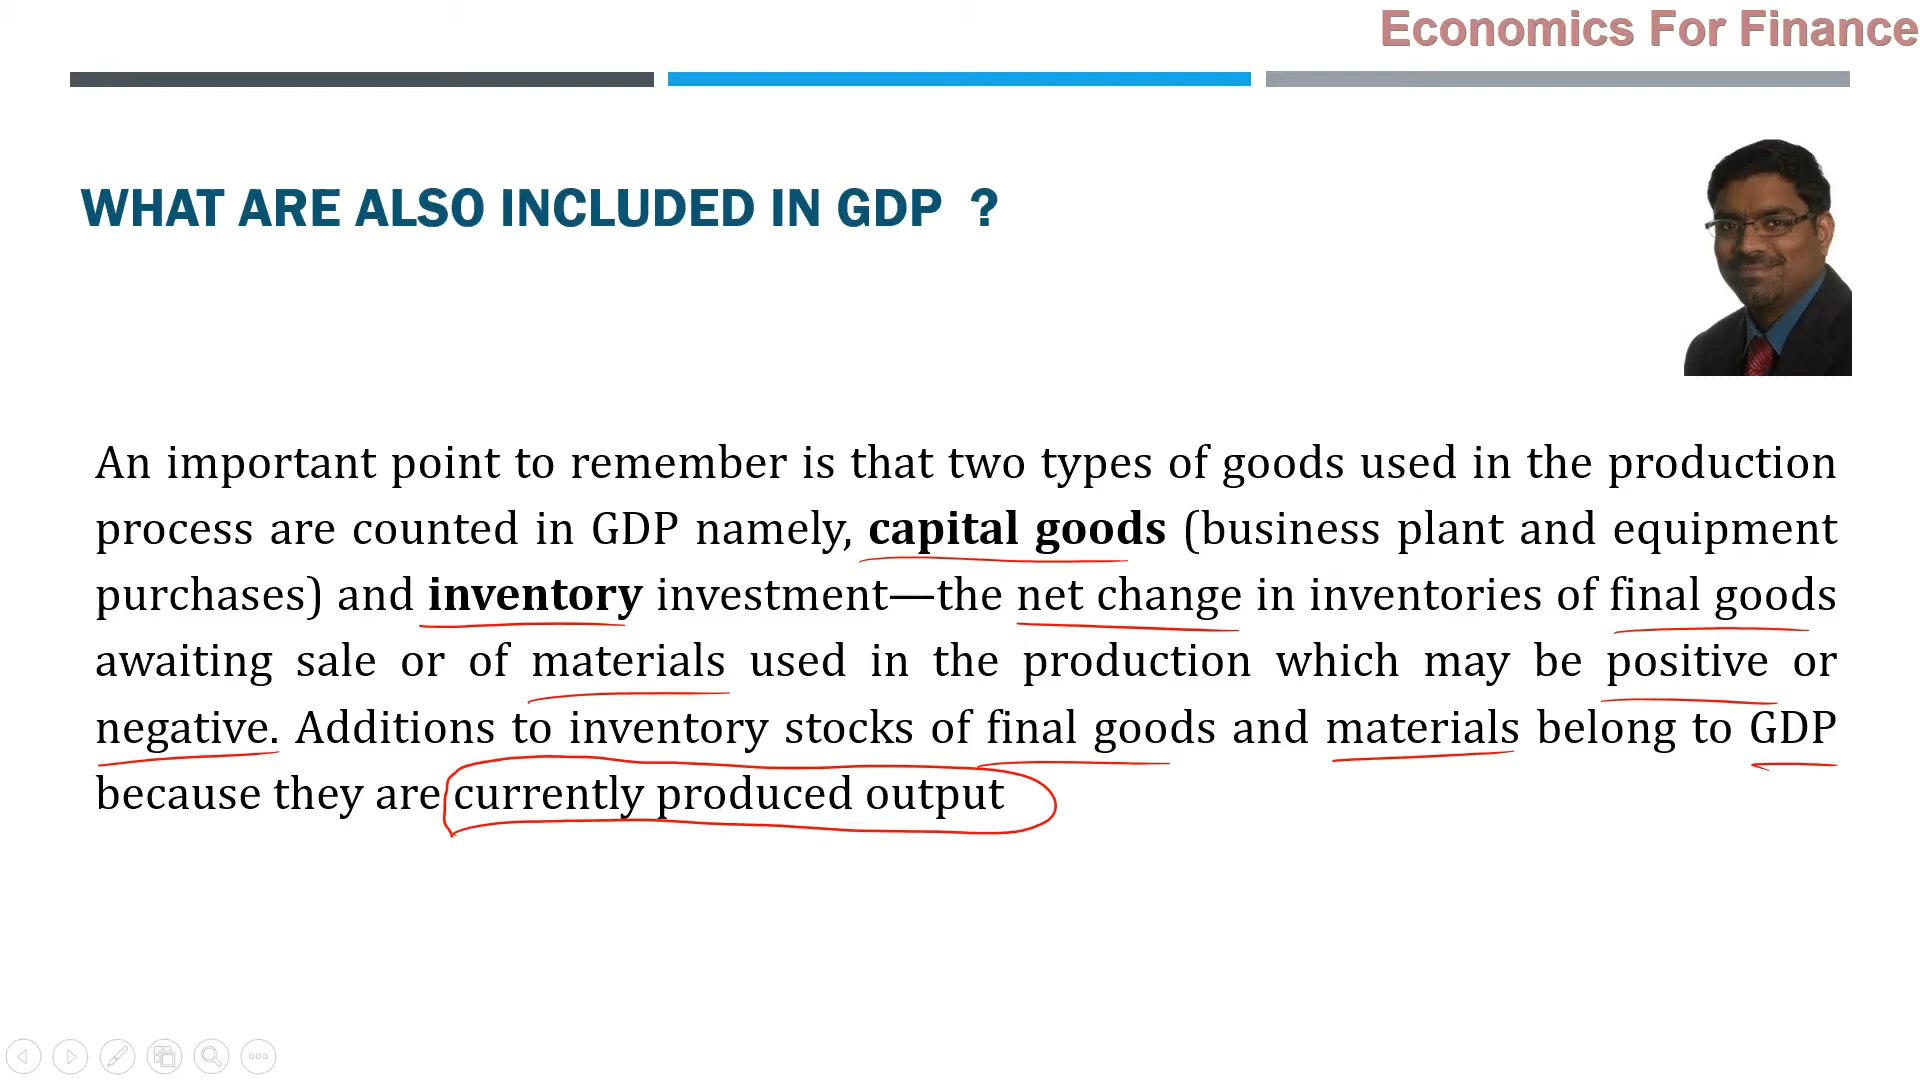 Economics For Finance
WHAT ARE ALSO INCLUDED IN GDP ?
An important point to remember is that two types of goods used in the production
process are counted in GDP namely, capital goods (business plant and equipment
purchases) and inventory investment—the net change in inventories of final goods
awaiting sale or of materials used in the production which may be positive or
negative. Additions to inventory stocks of final goods and materials belong to GDP
because they are currently produced output